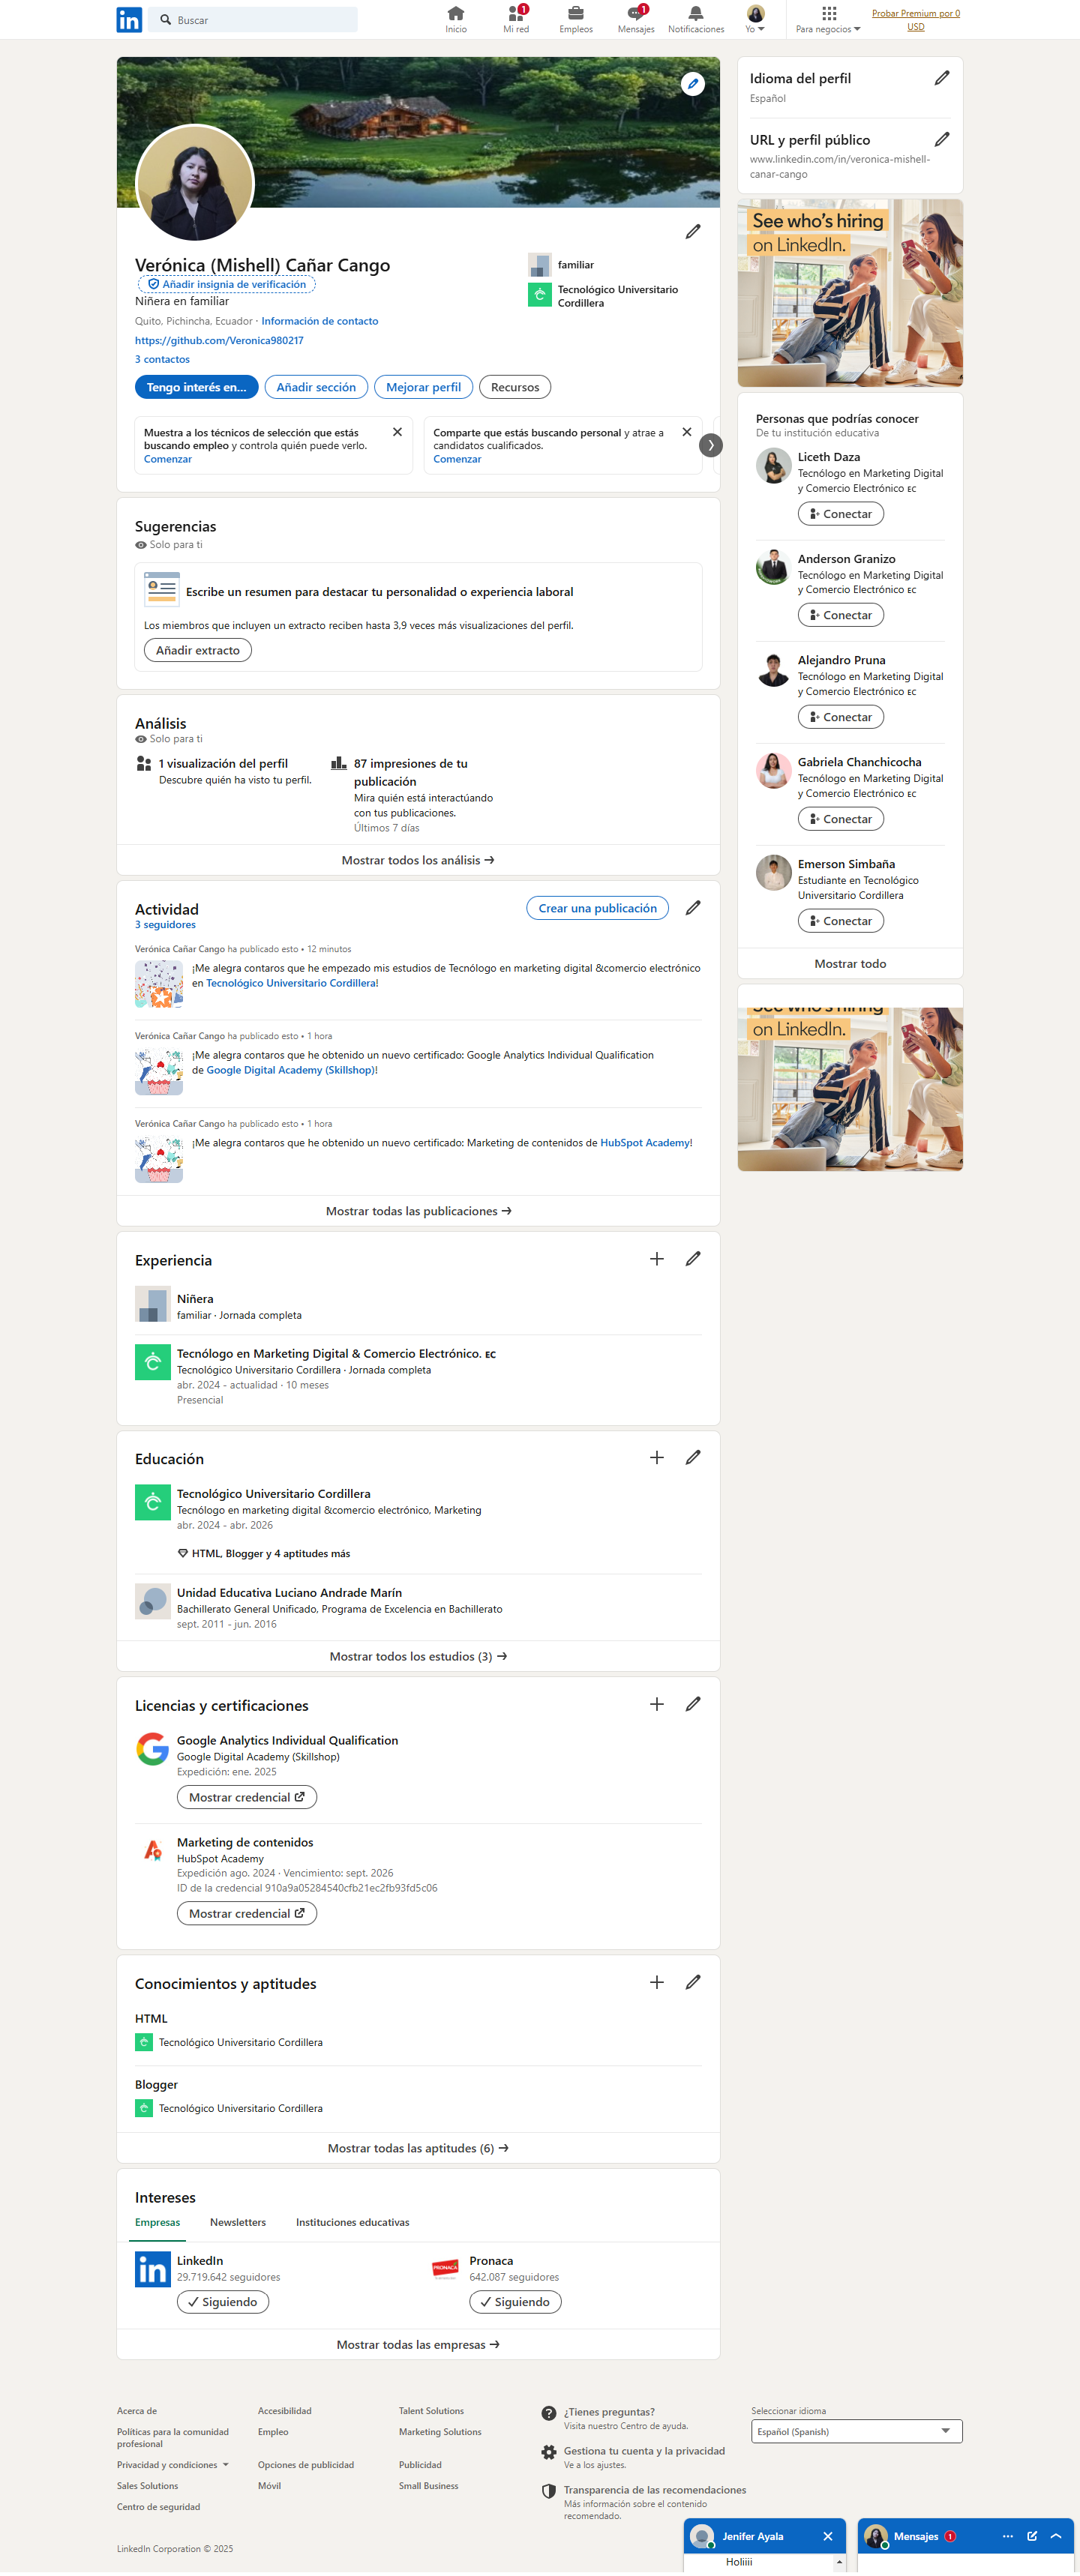 in
Buscar
Inicio
1
Mi red
Empleos
1
Mensajes
Notificaciones
Yo
Para negocios
Probar Premium por 0
USD
Verónica (Mishell) Cañar Cango
Añadir insignia de verificación
Niñera en familiar
Quito, Pichincha, Ecuador · Información de contacto
https://github.com/Veronica980217
3 contactos
familiar
Tecnológico Universitario
Cordillera
Tengo interés en...
Añadir sección
Mejorar perfil
Recursos
Muestra a los técnicos de selección que estás
buscando empleo y controla quién puede verlo.
Comenzar
Comparte que estás buscando personal y atrae a
candidatos cualificados.
Comenzar
Sugerencias
Solo para ti
Escribe un resumen para destacar tu personalidad o experiencia laboral
Los miembros que incluyen un extracto reciben hasta 3,9 veces más visualizaciones del perfil.
Añadir extracto
Análisis
Solo para ti
1 visualización del perfil
Descubre quién ha visto tu perfil.
87 impresiones de tu
publicación
Mira quién está interactúando
con tus publicaciones.
Últimos 7 días
Mostrar todos los análisis →
Actividad
3 seguidores
Crear una publicación
Verónica Cañar Cango ha publicado esto • 12 minutos
¡Me alegra contaros que he empezado mis estudios de Tecnólogo en marketing digital &comercio electrónico
en Tecnológico Universitario Cordillera!
Verónica Cañar Cango ha publicado esto • 1 hora
¡Me alegra contaros que he obtenido un nuevo certificado: Google Analytics Individual Qualification
de Google Digital Academy (Skillshop)!
Verónica Cañar Cango ha publicado esto • 1 hora
¡Me alegra contaros que he obtenido un nuevo certificado: Marketing de contenidos de HubSpot Academy!
Mostrar todas las publicaciones →
Experiencia
Niñera
familiar · Jornada completa
Tecnólogo en Marketing Digital & Comercio Electrónico. EC
Tecnológico Universitario Cordillera · Jornada completa
abr. 2024 - actualidad · 10 meses
Presencial
Educación
Tecnológico Universitario Cordillera
Tecnólogo en marketing digital &comercio electrónico, Marketing
abr. 2024 - abr. 2026
HTML, Blogger y 4 aptitudes más
Unidad Educativa Luciano Andrade Marín
Bachillerato General Unificado, Programa de Excelencia en Bachillerato
sept. 2011 - jun. 2016
Mostrar todos los estudios (3) →
Licencias y certificaciones
Google Analytics Individual Qualification
Google Digital Academy (Skillshop)
Expedición: ene. 2025
Mostrar credencial
Marketing de contenidos
HubSpot Academy
Expedición ago. 2024 · Vencimiento: sept. 2026
ID de la credencial 910a9a05284540cfb21ec2fb93fd5c06
Mostrar credencial
Conocimientos y aptitudes
HTML
Tecnológico Universitario Cordillera
Blogger
Tecnológico Universitario Cordillera
Mostrar todas las aptitudes (6) →
Intereses
Empresas
Newsletters
Instituciones educativas
in
LinkedIn
29.719.642 seguidores
Siguiendo
PRONACA
Pronaca
642.087 seguidores
Siguiendo
Mostrar todas las empresas →
Idioma del perfil
Español
URL y perfil público
www.linkedin.com/in/veronica-mishell-
canar-cango
See who's hiring
on LinkedIn.
Personas que podrías conocer
De tu institución educativa
Liceth Daza
Tecnólogo en Marketing Digital
y Comercio Electrónico EC
Conectar
Anderson Granizo
Tecnólogo en Marketing Digital
y Comercio Electrónico EC
Conectar
Alejandro Pruna
Tecnólogo en Marketing Digital
y Comercio Electrónico EC
Conectar
Gabriela Chanchicocha
Tecnólogo en Marketing Digital
y Comercio Electrónico EC
Conectar
Emerson Simbaña
Estudiante en Tecnológico
Universitario Cordillera
Conectar
Mostrar todo
See who's hiring
on LinkedIn.
Acerca de
Accesibilidad
Talent Solutions
Políticas para la comunidad
profesional
Empleo
Marketing Solutions
Privacidad y condiciones
Opciones de publicidad
Publicidad
Sales Solutions
Móvil
Small Business
Centro de seguridad
¿Tienes preguntas?
Visita nuestro Centro de ayuda.
Gestiona tu cuenta y la privacidad
Ve a los ajustes.
Transparencia de las recomendaciones
Más información sobre el contenido
recomendado.
Seleccionar idioma
Español (Spanish)
LinkedIn Corporation © 2025
Jenifer Ayala
Holiiii
Mensajes
1